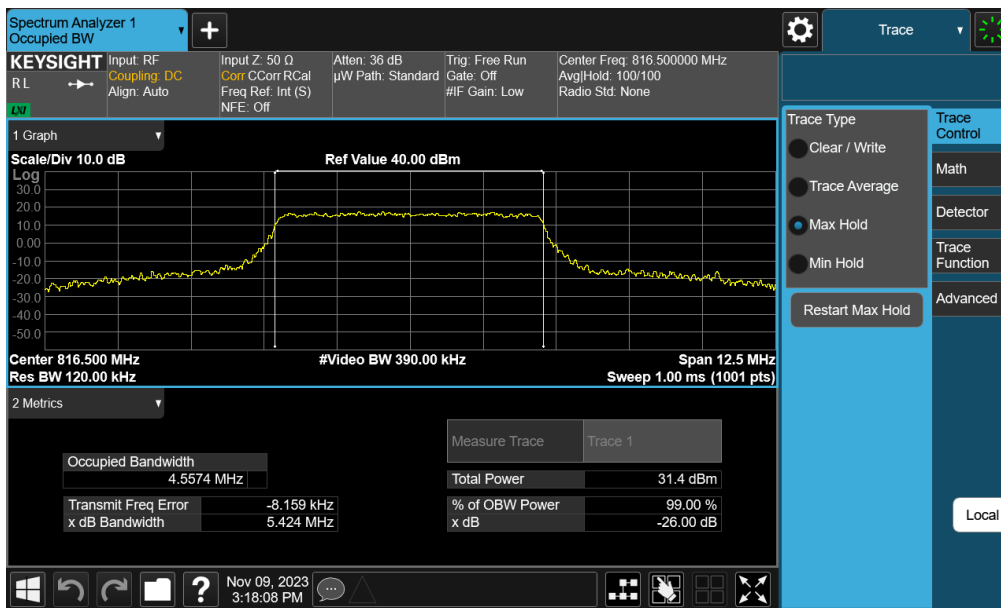 Spectrum Analyzer 1
Occupied BW
+
Trace
KEYSIGHT
R L
LXI
Input: RF
Coupling: DC
Align: Auto
Input Z: 50 Ω
Corr CCorr RCal
Freq Ref: Int (S)
NFE: Off
Atten: 36 dB
µW Path: Standard
Trig: Free Run
Gate: Off
#IF Gain: Low
Center Freq: 816.500000 MHz
Avg|Hold: 100/100
Radio Std: None
1 Graph
Scale/Div 10.0 dB
Ref Value 40.00 dBm
Log
30.0
20.0
10.0
0.00
-10.0
-20.0
-30.0
-40.0
-50.0
Center 816.500 MHz
#Video BW 390.00 kHz
Span 12.5 MHz
Res BW 120.00 kHz
Sweep 1.00 ms (1001 pts)
2 Metrics
Measure Trace
Trace 1
Occupied Bandwidth
4.5574 MHz
Total Power
31.4 dBm
Transmit Freq Error
-8.159 kHz
% of OBW Power
99.00 %
x dB Bandwidth
5.424 MHz
x dB
-26.00 dB
Trace Type
Clear / Write
Trace Average
Max Hold
Min Hold
Restart Max Hold
Trace
Control
Math
Detector
Trace
Function
Advanced
Local
?
Nov 09, 2023
3:18:08 PM